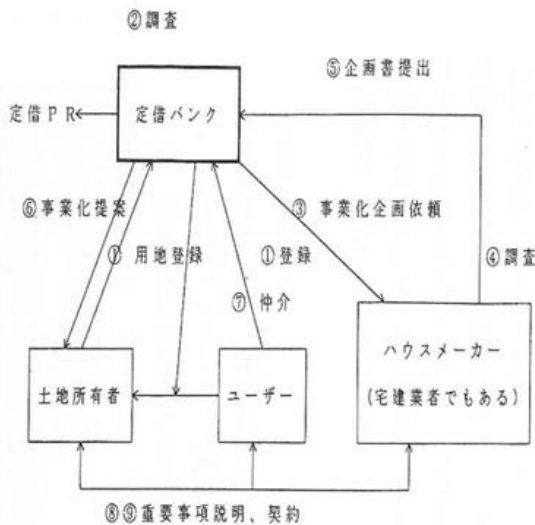 ②調査
⑤企画書提出
定借ＰＲ
定借バンク
⑥事業化提案
③ 事業化企画依頼
①' 用地登録
①登録
④調査
⑦仲介
ハウスメーカー
(宅建業者でもある)
土地所有者
ユーザー
⑧⑨重要事項説明、契約